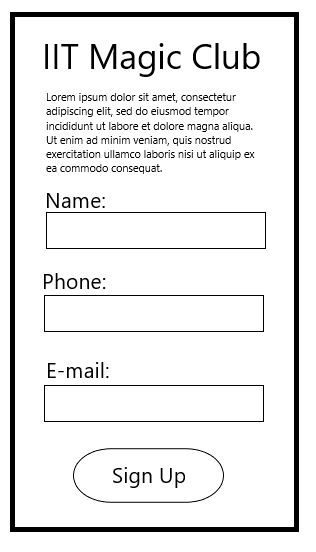 IIT Magic Club
Lorem ipsum dolor sit amet, consectetur
adipiscing elit, sed do eiusmod tempor
incididunt ut labore et dolore magna aliqua.
Ut enim ad minim veniam, quis nostrud
exercitation ullamco laboris nisi ut aliquip ex
ea commodo consequat.
Name:
Phone:
E-mail:
Sign Up